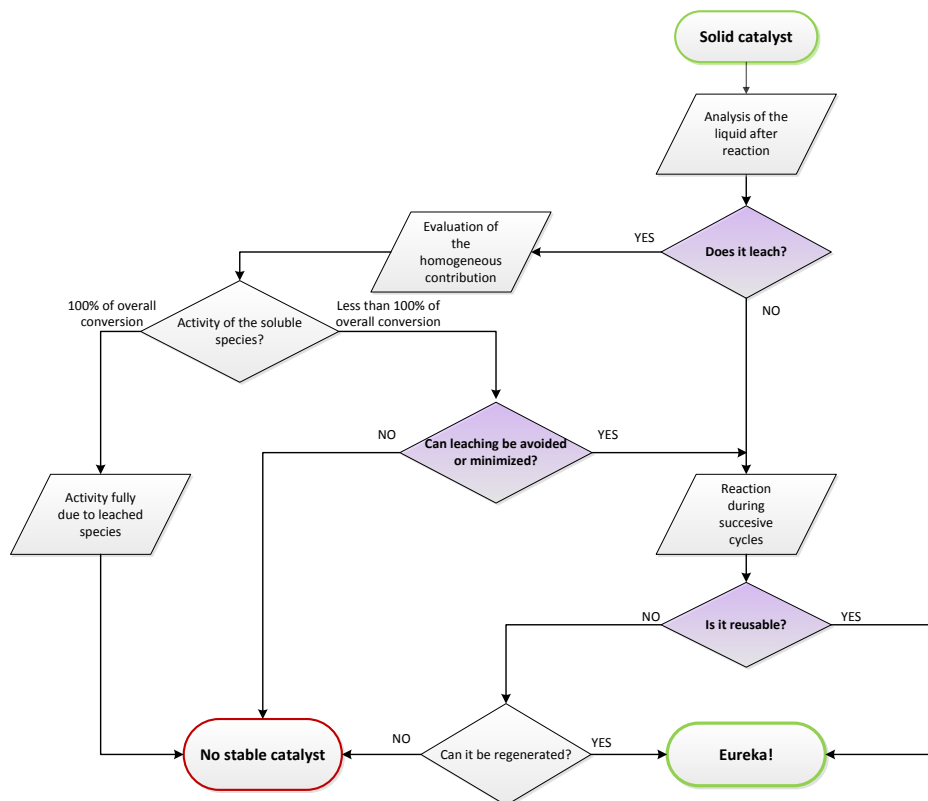 Solid catalyst
Analysis of the
liquid after
reaction
Does it leach?
YES
NO
Evaluation of
the
homogeneous
contribution
Activity of the soluble
species?
100% of overall
conversion
Less than 100% of
overall conversion
Can leaching be avoided
or minimized?
NO
YES
Activity fully
due to leached
species
Reaction
during
succesive
cycles
Is it reusable?
NO
YES
Can it be regenerated?
NO
YES
No stable catalyst
Eureka!